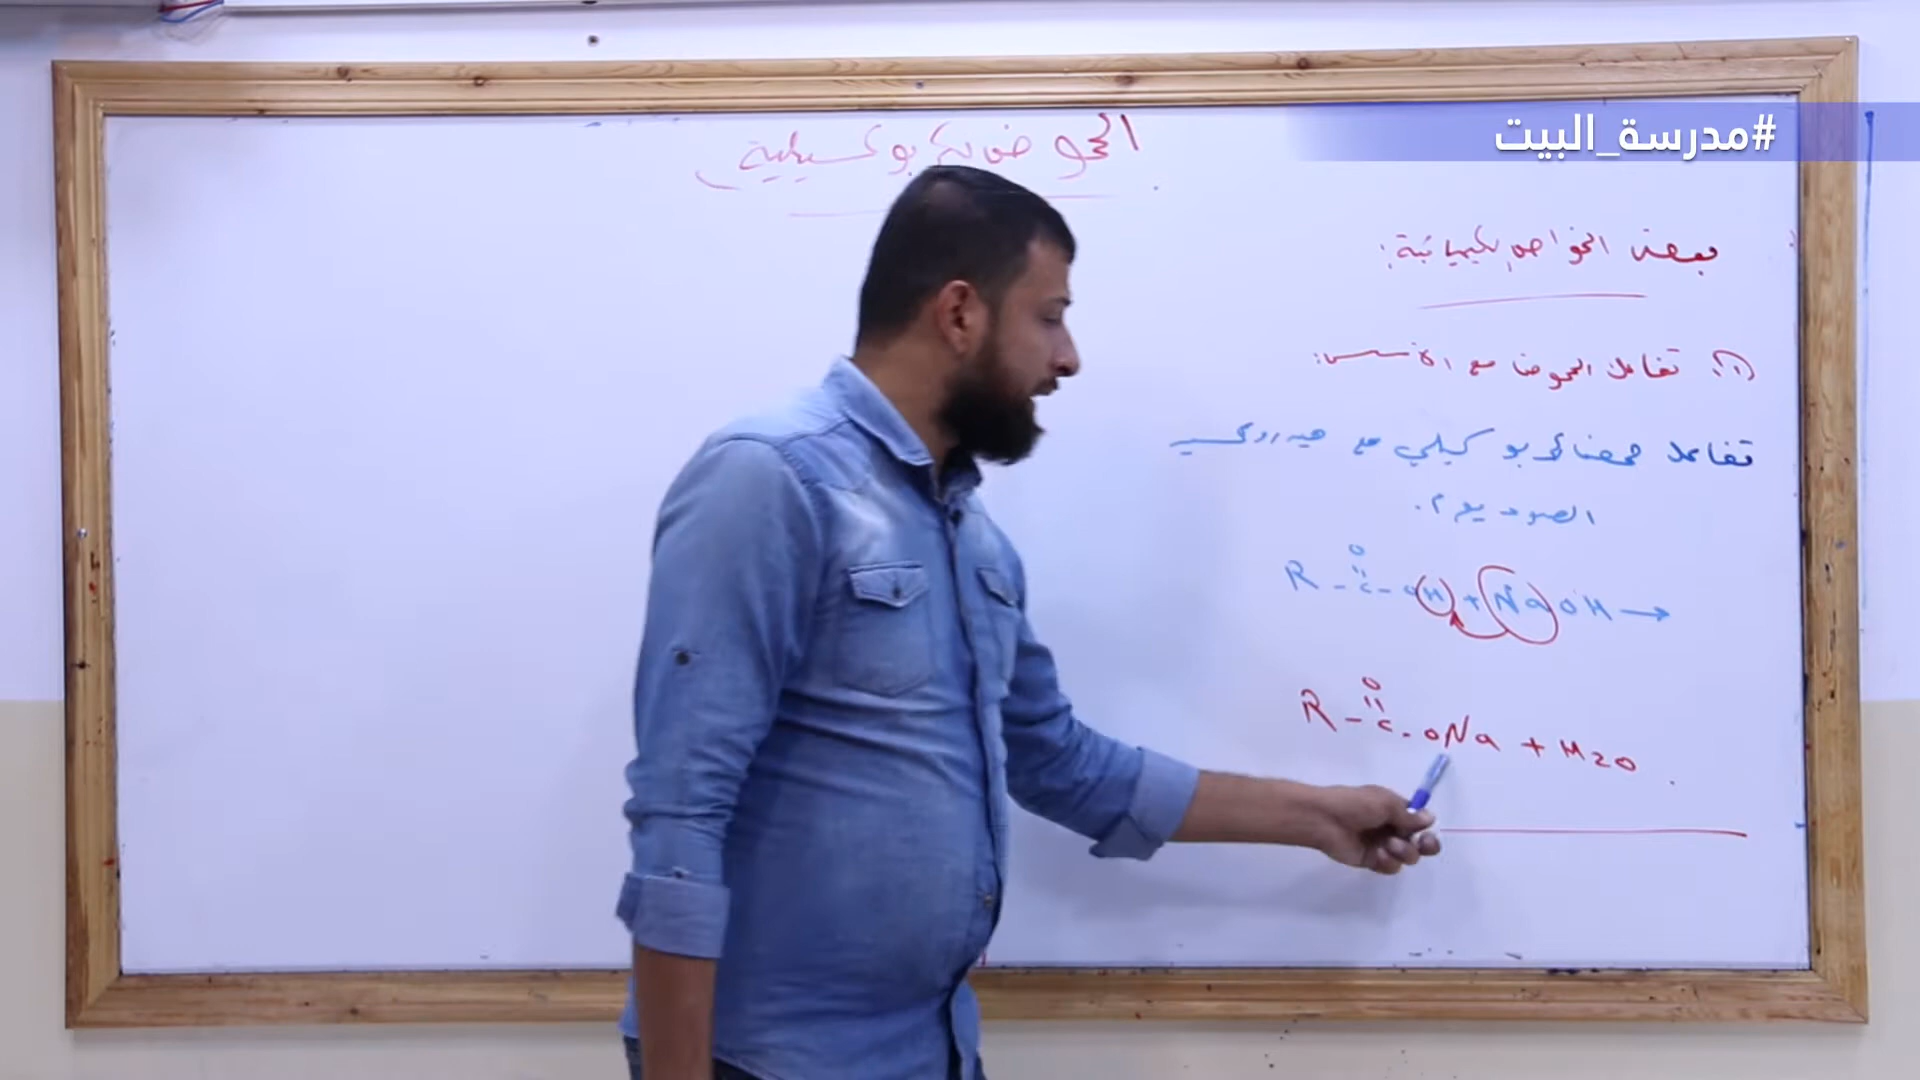 #مدرسة_البيت
الحموض الكربوكسيلية
بعض الخواص الكيميائية:
(1) تفاعل الحموض مع الأسس:
تفاعل حمض كربوكسيلي مع هيدروكسيد
الصوديوم.
O
R - C - OH + NaOH →
O
R - C - ONa + H2O